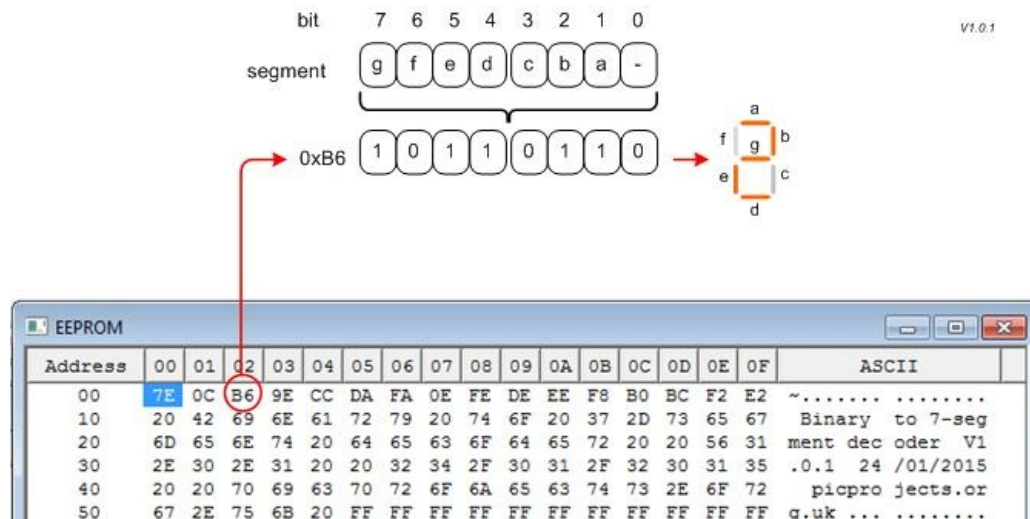 bit 7 6 5 4 3 2 1 0
V1.0.1
segment g f e d c b a -
0xB6 1 0 1 1 0 1 1 0
a
f g b
e c
d
EEPROM
Address 00 01 02 03 04 05 06 07 08 09 0A 0B 0C 0D 0E 0F ASCII
00 7E 0C B6 9E CC DA FA 0E FE DE EE F8 B0 BC F2 E2 ~....... ........
10 20 42 69 6E 61 72 79 20 74 6F 20 37 2D 73 65 67 Binary to 7-seg
20 6D 65 6E 74 20 64 65 63 6F 64 65 72 20 20 56 31 ment dec oder V1
30 2E 30 2E 31 20 20 32 34 2F 30 31 2F 32 30 31 35 .0.1 24 /01/2015
40 20 20 70 69 63 70 72 6F 6A 65 63 74 73 2E 6F 72 picpro jects.or
50 67 2E 75 6B 20 FF FF FF FF FF FF FF FF FF FF FF g.uk ... ........